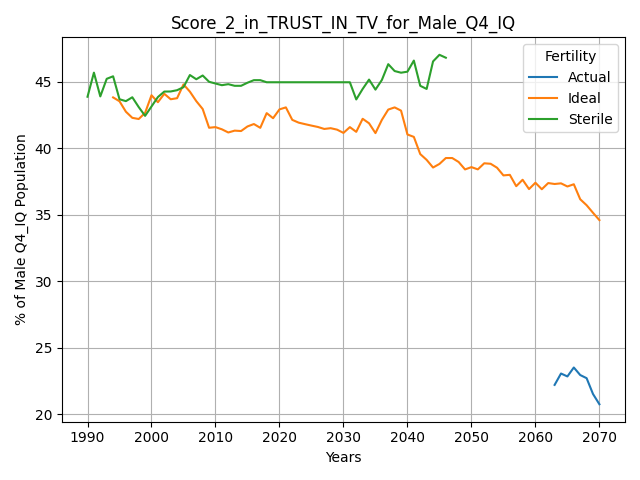 Score_2_in_TRUST_IN_TV_for_Male_Q4_IQ
% of Male Q4_IQ Population
45
40
35
30
25
20
Fertility
Actual
Ideal
Sterile
1990 2000 2010 2020 2030 2040 2050 2060 2070
Years